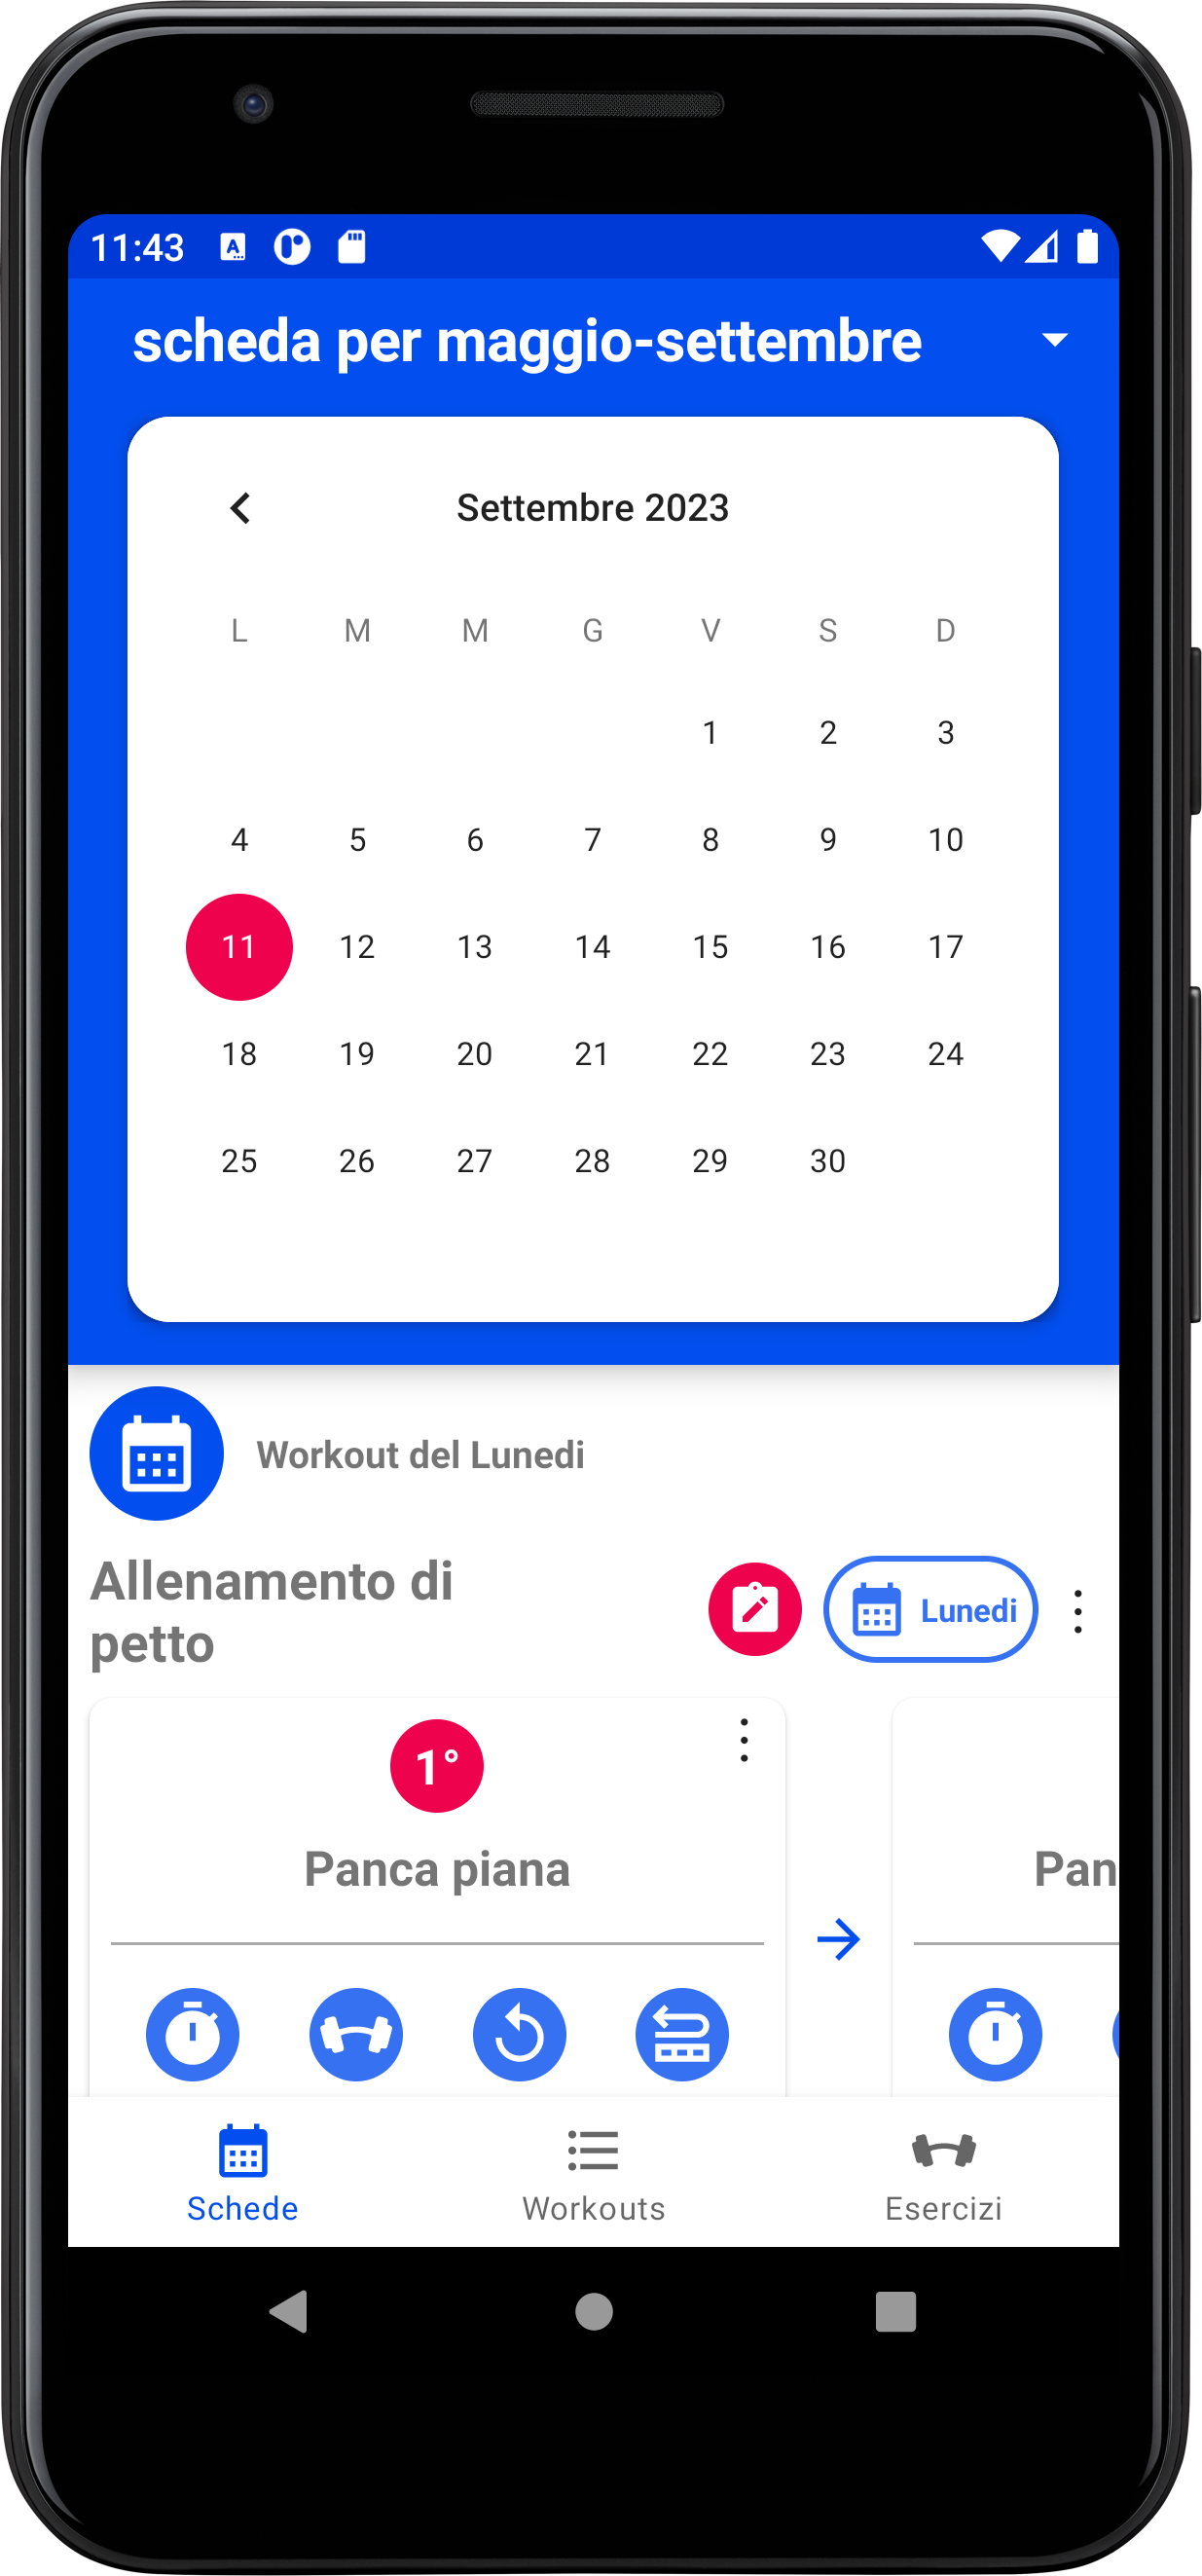 11:43
scheda per maggio-settembre
Settembre 2023
L M M G V S D
1 2 3
4 5 6 7 8 9 10
11 12 13 14 15 16 17
18 19 20 21 22 23 24
25 26 27 28 29 30
Workout del Lunedi
Allenamento di
petto
Lunedi
1°
Panca piana
Pan
Schede Workouts Esercizi